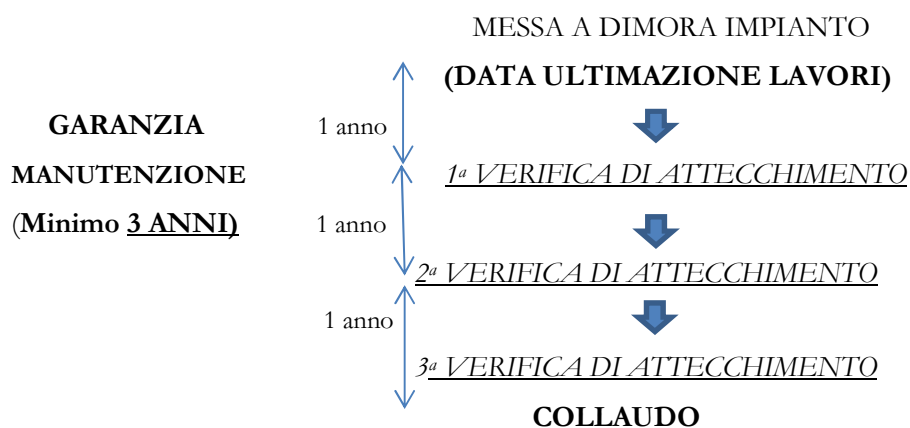 MESSA A DIMORA IMPIANTO
(DATA ULTIMAZIONE LAVORI)
GARANZIA
MANUTENZIONE
(Minimo 3 ANNI)
1 anno
1ª VERIFICA DI ATTECCHIMENTO
1 anno
2ª VERIFICA DI ATTECCHIMENTO
1 anno
3ª VERIFICA DI ATTECCHIMENTO
COLLAUDO